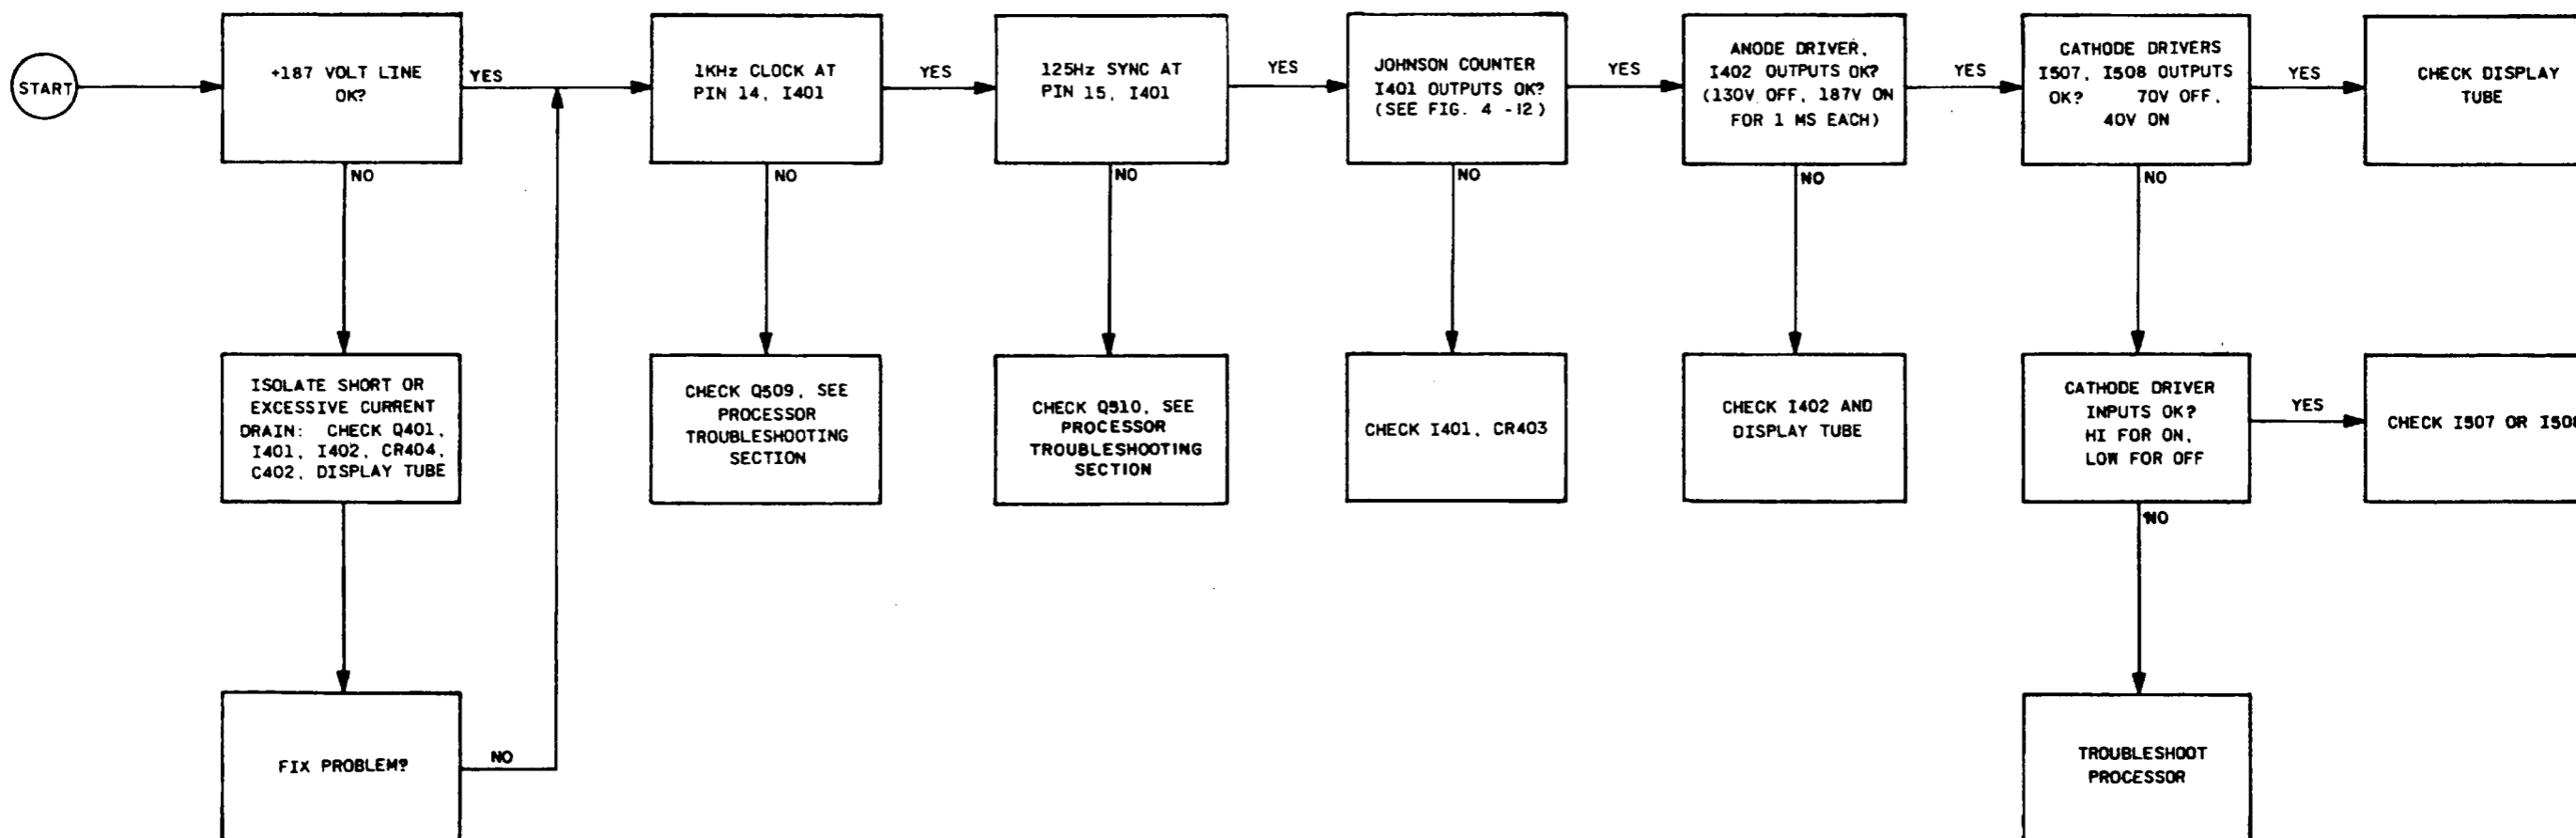 START
+187 VOLT LINE
OK?
YES
NO
1KHz CLOCK AT
PIN 14, I401
YES
NO
125Hz SYNC AT
PIN 15, I401
YES
NO
JOHNSON COUNTER
I401 OUTPUTS OK?
(SEE FIG. 4 -12)
YES
NO
ANODE DRIVER,
I402 OUTPUTS OK?
(130V OFF, 187V ON
FOR 1 MS EACH)
YES
NO
CATHODE DRIVERS
I507, I508 OUTPUTS
OK? 70V OFF,
40V ON
YES
NO
CHECK DISPLAY
TUBE
ISOLATE SHORT OR
EXCESSIVE CURRENT
DRAIN: CHECK Q401,
I401, I402, CR404,
C402, DISPLAY TUBE
CHECK Q509, SEE
PROCESSOR
TROUBLESHOOTING
SECTION
CHECK Q510, SEE
PROCESSOR
TROUBLESHOOTING
SECTION
CHECK I401, CR403
CHECK I402 AND
DISPLAY TUBE
CATHODE DRIVER
INPUTS OK?
HI FOR ON,
LOW FOR OFF
YES
NO
CHECK I507 OR I508
FIX PROBLEM?
NO
TROUBLESHOOT
PROCESSOR